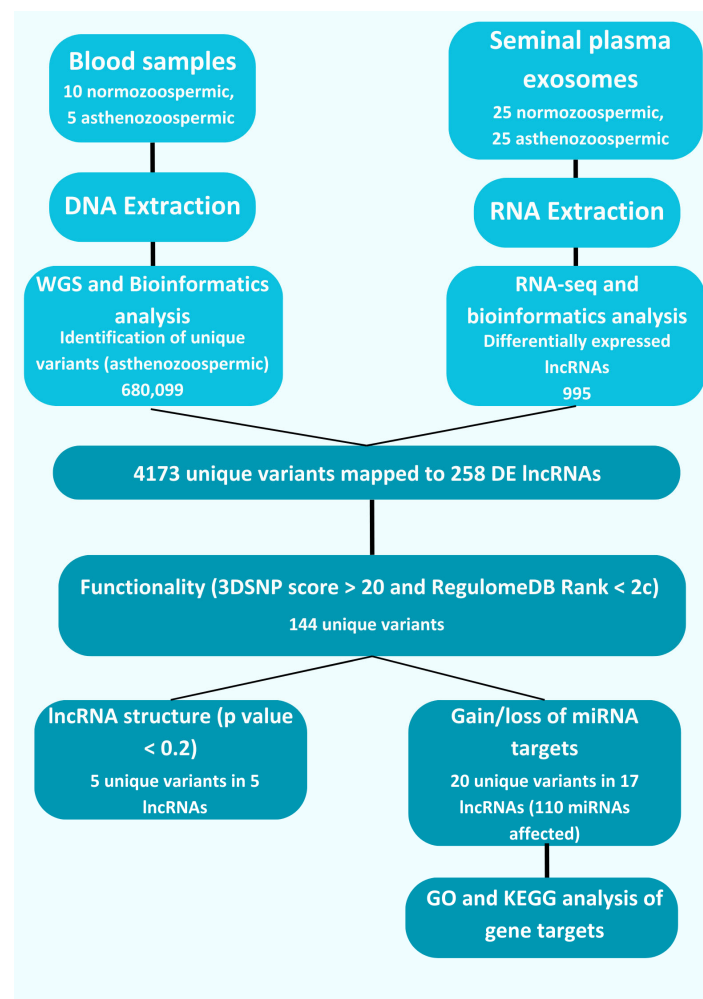 Blood samples
10 normozoospermic,
5 asthenozoospermic
Seminal plasma
exosomes
25 normozoospermic,
25 asthenozoospermic
DNA Extraction
RNA Extraction
WGS and Bioinformatics
analysis
Identification of unique
variants (asthenozoospermic)
680,099
RNA-seq and
bioinformatics analysis
Differentially expressed
lncRNAs
995
4173 unique variants mapped to 258 DE lncRNAs
Functionality (3DSNP score > 20 and RegulomeDB Rank < 2c)
144 unique variants
lncRNA structure (p value
< 0.2)
5 unique variants in 5
lncRNAs
Gain/loss of miRNA
targets
20 unique variants in 17
lncRNAs (110 miRNAs
affected)
GO and KEGG analysis of
gene targets